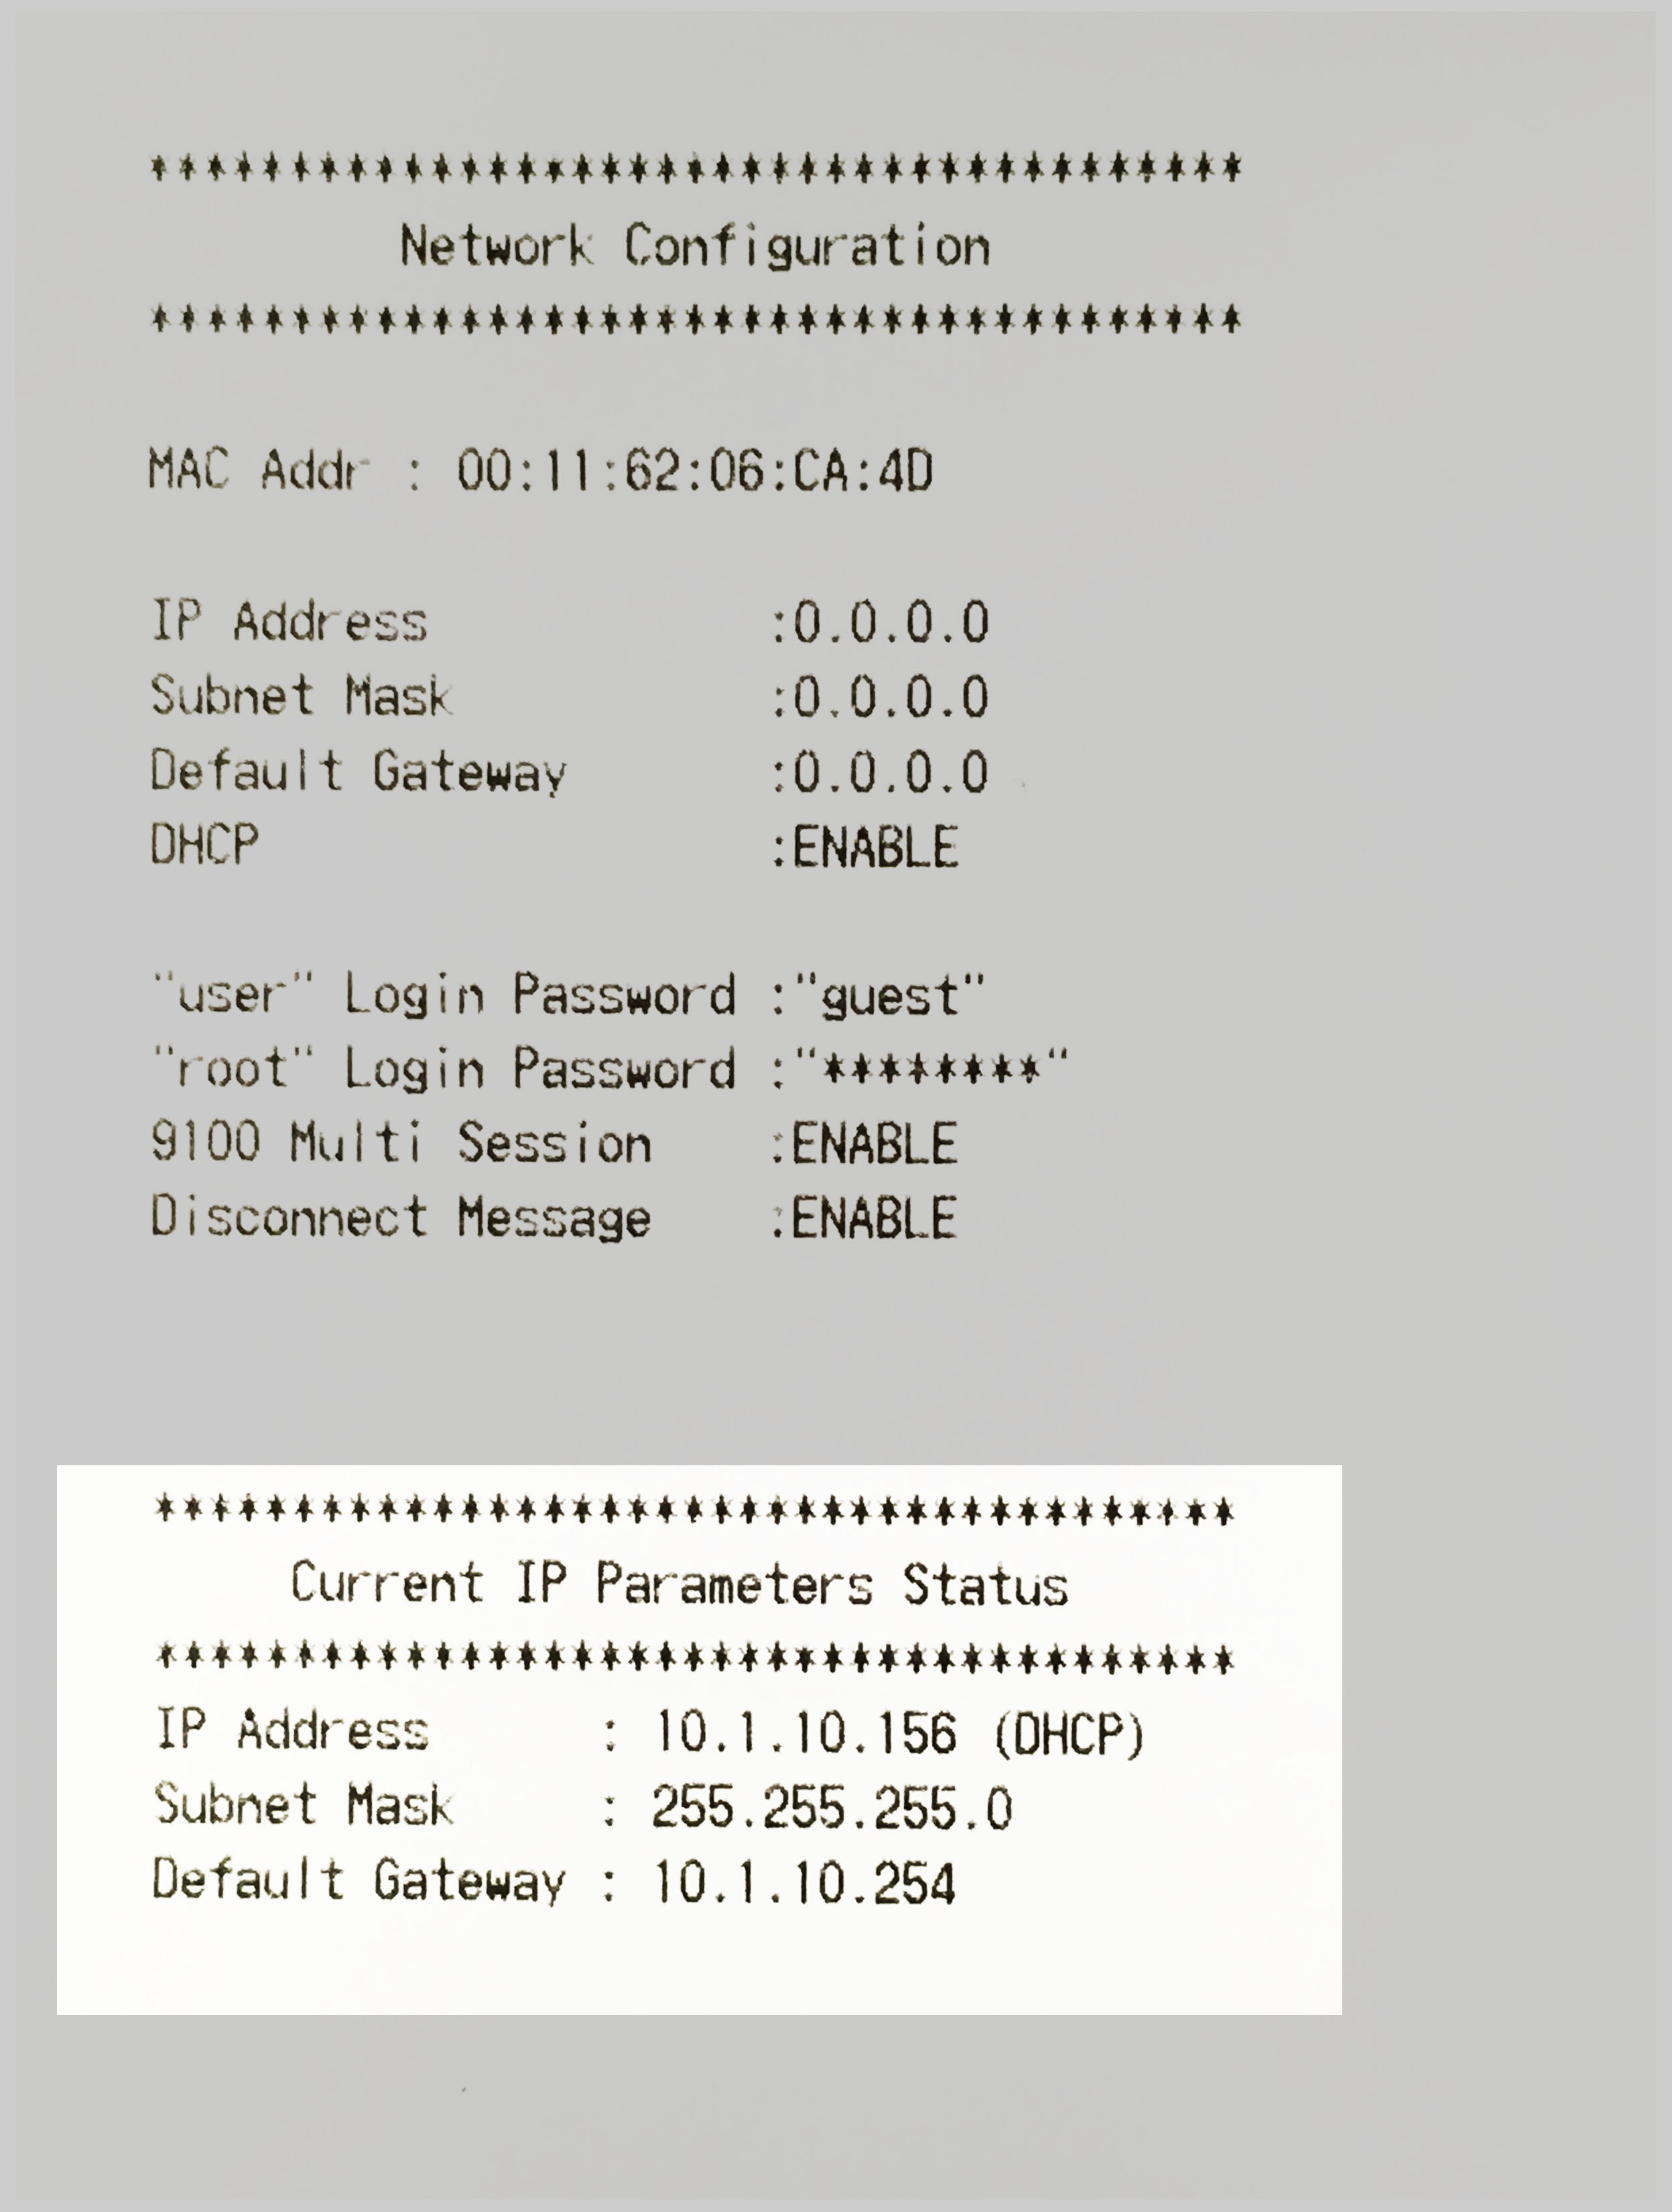 ***************************************
Network Configuration
***************************************
MAC Addr : 00:11:62:06:CA:4D
IP Address :0.0.0.0
Subnet Mask :0.0.0.0
Default Gateway :0.0.0.0
DHCP :ENABLE
"user" Login Password :"guest"
"root" Login Password :"********"
9100 Multi Session :ENABLE
Disconnect Message :ENABLE
***************************************
Current IP Parameters Status
***************************************
IP Address : 10.1.10.156 (DHCP)
Subnet Mask : 255.255.255.0
Default Gateway : 10.1.10.254